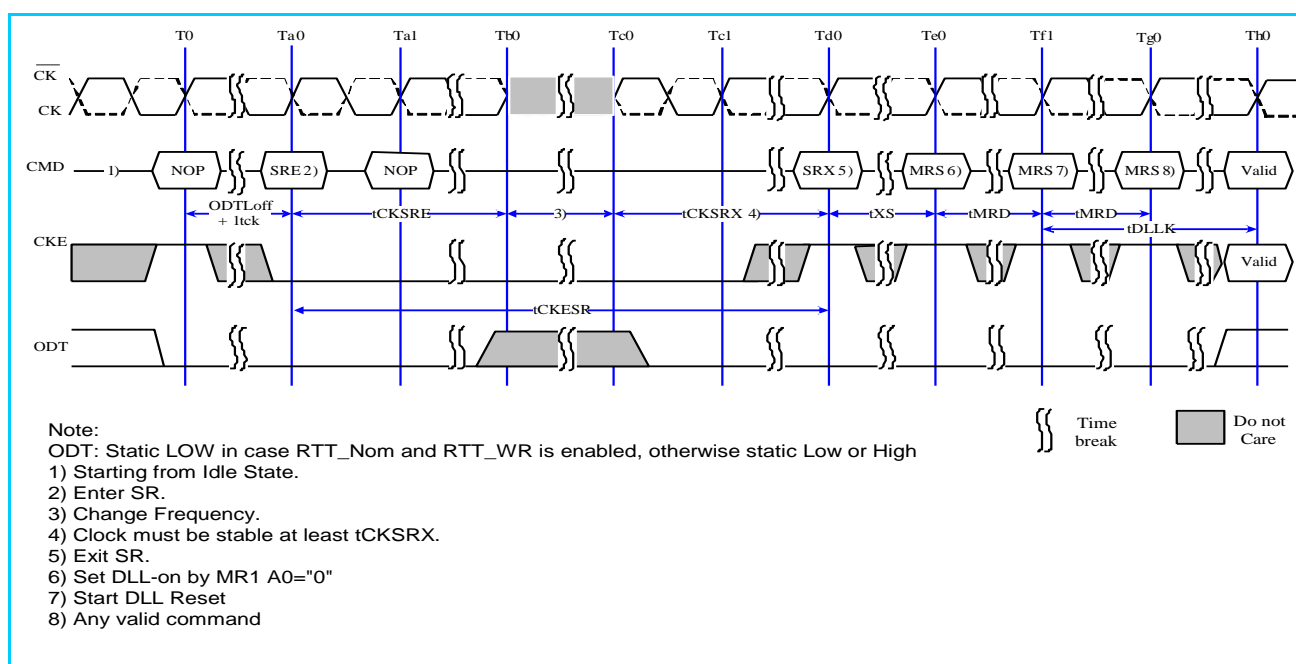 T0 Ta0 Ta1 Tb0 Tc0 Tc1 Td0 Te0 Tf1 Tg0 Th0
CK
CK
CMD 1) NOP SRE 2) NOP SRX 5) MRS 6) MRS 7) MRS 8) Valid
ODTLoff
+ 1tck
tCKSRE 3) tCKSRX 4) tXS tMRD tMRD
tDLLK
CKE Valid
tCKESR
ODT
Time
break
Do not
Care
Note:
ODT: Static LOW in case RTT_Nom and RTT_WR is enabled, otherwise static Low or High
1) Starting from Idle State.
2) Enter SR.
3) Change Frequency.
4) Clock must be stable at least tCKSRX.
5) Exit SR.
6) Set DLL-on by MR1 A0="0"
7) Start DLL Reset
8) Any valid command